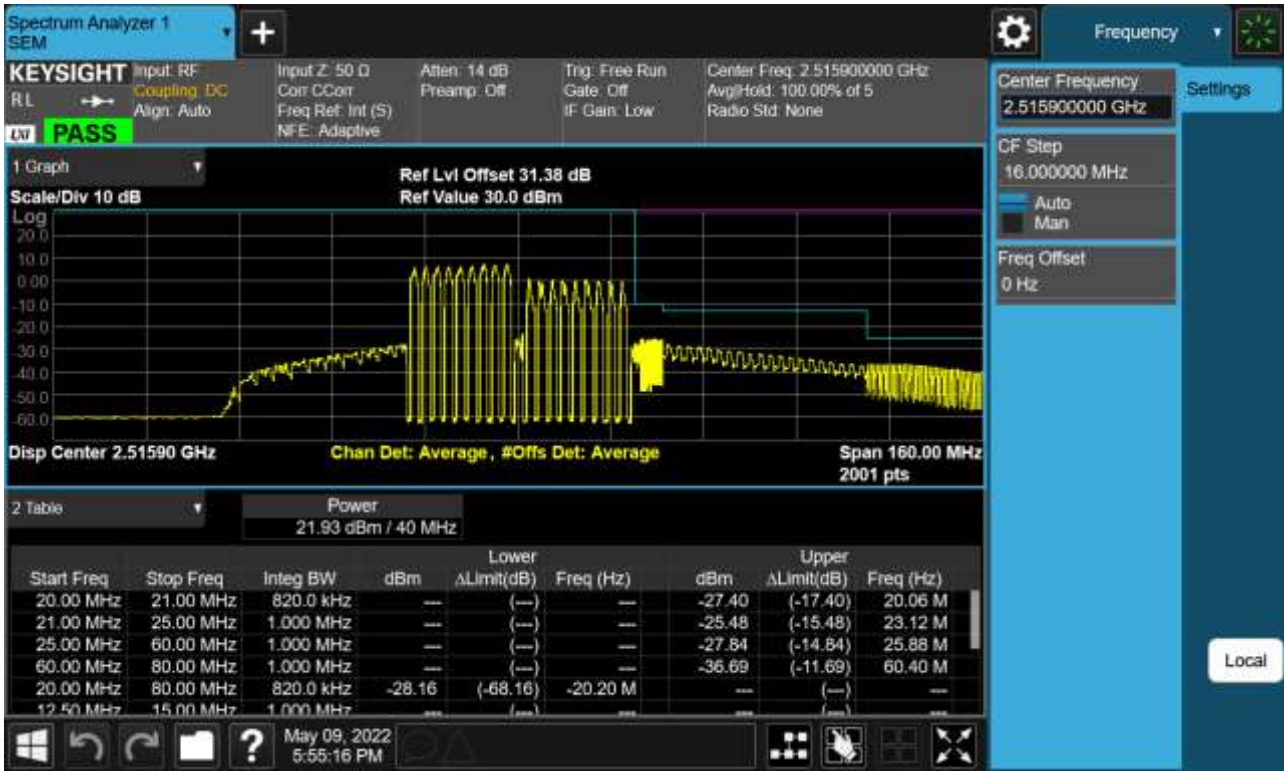 Spectrum Analyzer 1
SEM
+
Frequency
KEYSIGHT
RL
PASS
Input: RF
Coupling: DC
Align: Auto
Input Z: 50 Ω
Corr CCorr
Freq Ref: Int (S)
NFE: Adaptive
Atten: 14 dB
Preamp: Off
Trig: Free Run
Gate: Off
IF Gain: Low
Center Freq: 2.515900000 GHz
Avg|Hold: 100.00% of 5
Radio Std: None
Center Frequency
2.515900000 GHz
Settings
CF Step
16.000000 MHz
Auto
Man
Freq Offset
0 Hz
Local
1 Graph
Scale/Div 10 dB
Ref Lvl Offset 31.38 dB
Ref Value 30.0 dBm
Log
20.0
10.0
0.00
-10.0
-20.0
-30.0
-40.0
-50.0
-60.0
Disp Center 2.51590 GHz
Chan Det: Average, #Offs Det: Average
Span 160.00 MHz
2001 pts
2 Table
Power
21.93 dBm / 40 MHz
Lower Upper
Start Freq Stop Freq Integ BW dBm ΔLimit(dB) Freq (Hz) dBm ΔLimit(dB) Freq (Hz)
20.00 MHz 21.00 MHz 820.0 kHz --- (---) --- -27.40 (-17.40) 20.06 M
21.00 MHz 25.00 MHz 1.000 MHz --- (---) --- -25.48 (-15.48) 23.12 M
25.00 MHz 60.00 MHz 1.000 MHz --- (---) --- -27.84 (-14.84) 25.88 M
60.00 MHz 80.00 MHz 1.000 MHz --- (---) --- -36.69 (-11.69) 60.40 M
20.00 MHz 80.00 MHz 820.0 kHz -28.16 (-68.16) -20.20 M --- (---) ---
12.50 MHz 15.00 MHz 1.000 MHz --- (---) --- --- (---) ---
?
May 09, 2022
5:55:16 PM